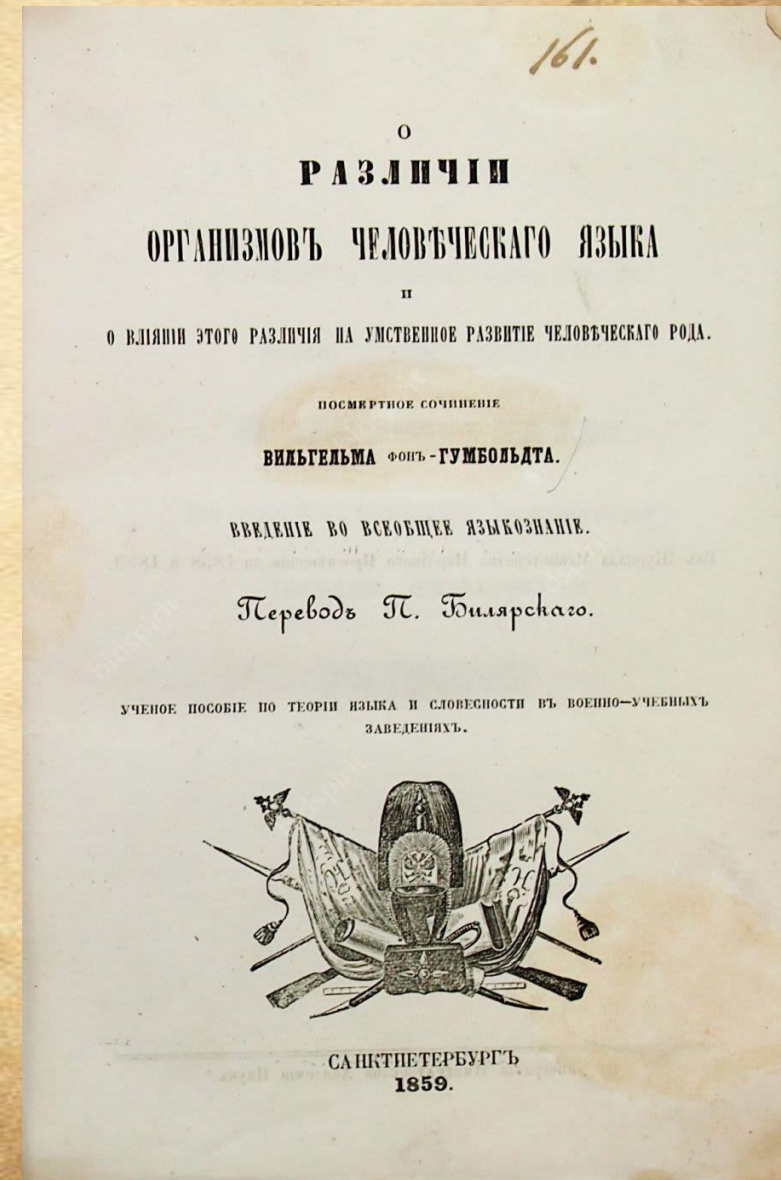 161.
О
РАЗЛИЧІИ
ОРГАНИЗМОВЪ ЧЕЛОВѢЧЕСКАГО ЯЗЫКА
И
О ВЛІЯНІИ ЭТОГО РАЗЛИЧІЯ НА УМСТВЕННОЕ РАЗВИТІЕ ЧЕЛОВѢЧЕСКАГО РОДА.
ПОСМЕРТНОЕ СОЧИНЕНІЕ
ВИЛЬГЕЛЬМА ФОНЪ-ГУМБОЛЬДТА.
ВВЕДЕНІЕ ВО ВСЕОБЩЕЕ ЯЗЫКОЗНАНІЕ.
Переводъ П. Билярскаго.
УЧЕНОЕ ПОСОБІЕ ПО ТЕОРІИ ЯЗЫКА И СЛОВЕСНОСТИ ВЪ ВОЕННО—УЧЕБНЫХЪ
ЗАВЕДЕНІЯХЪ.
САНКТПЕТЕРБУРГЪ
1859.